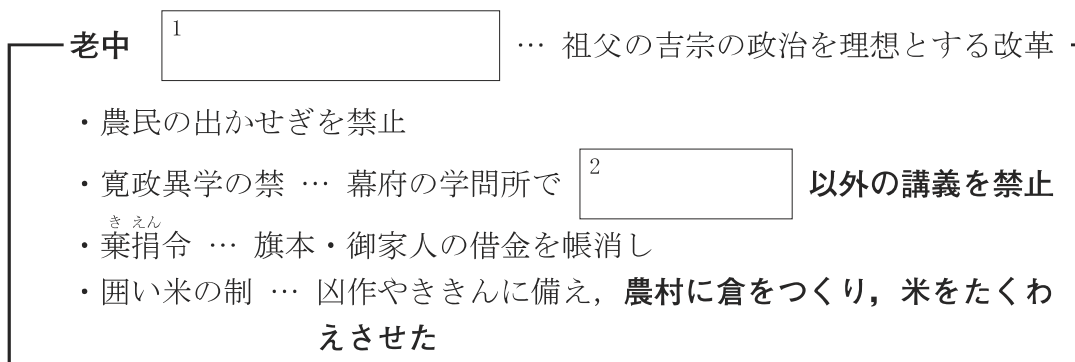 老中 1 … 祖父の吉宗の政治を理想とする改革
・農民の出かせぎを禁止
・寛政異学の禁 … 幕府の学問所で 2 以外の講義を禁止
きえん
・棄捐令 … 旗本・御家人の借金を帳消し
・囲い米の制 … 凶作やききんに備え，農村に倉をつくり，米をたくわ
えさせた